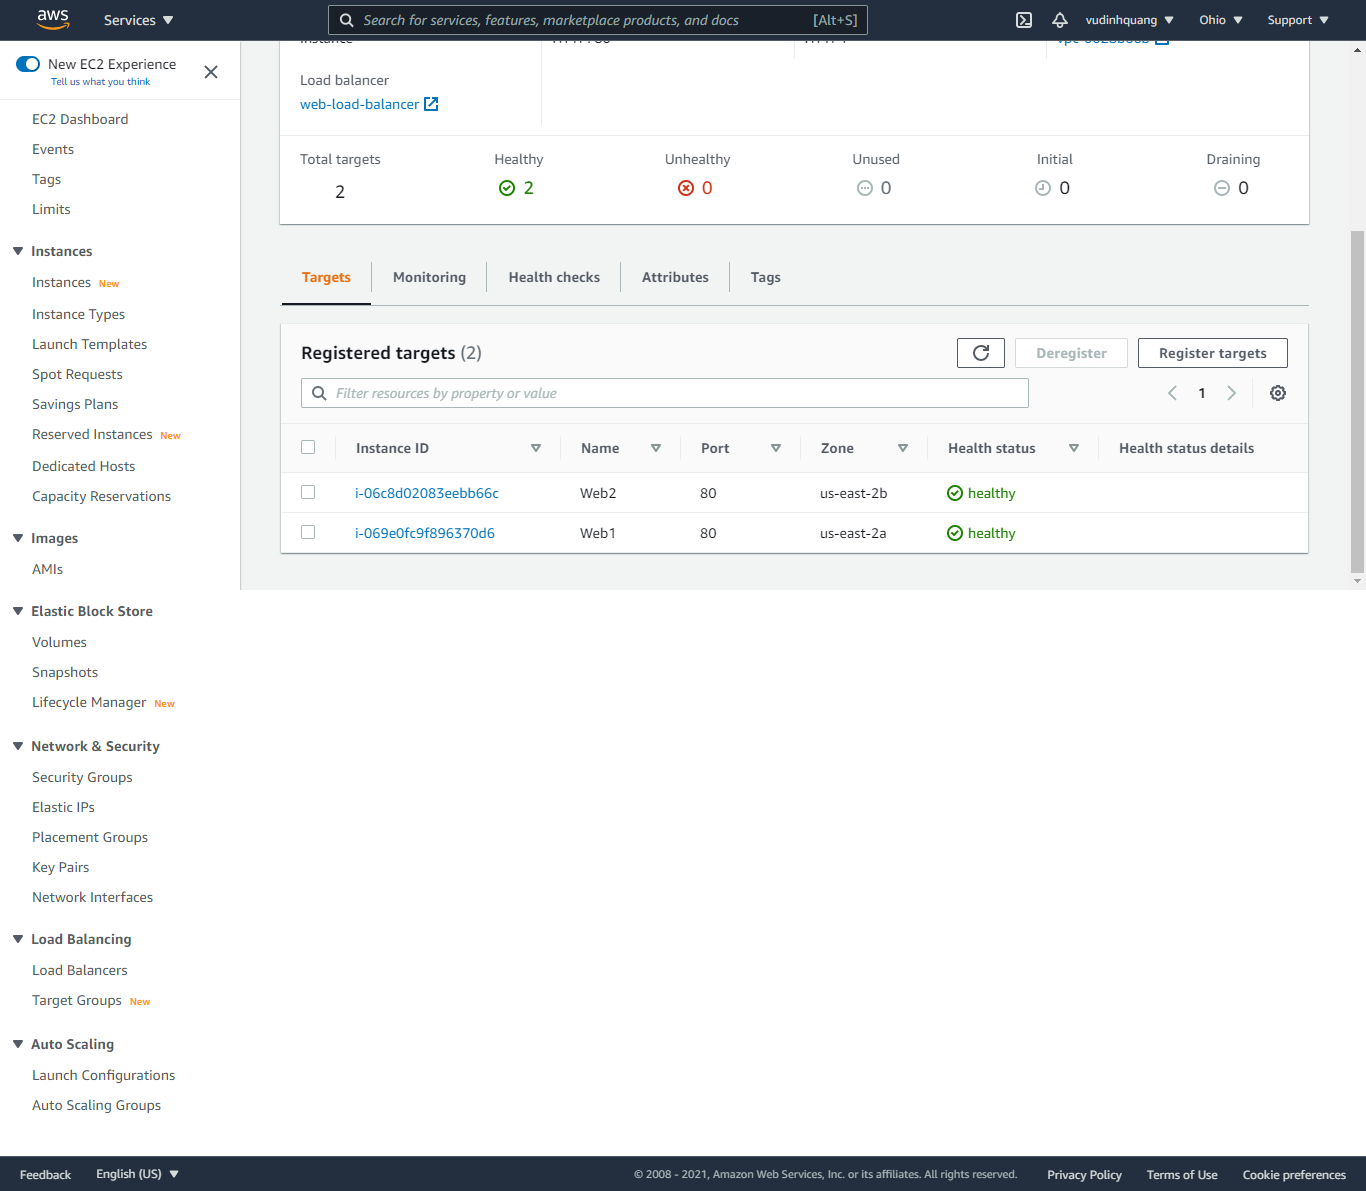 aws
Services
Search for services, features, marketplace products, and docs
[Alt+S]
vudinhquang
Ohio
Support
New EC2 Experience
Tell us what you think
EC2 Dashboard
Events
Tags
Limits
Instances
Instances New
Instance Types
Launch Templates
Spot Requests
Savings Plans
Reserved Instances New
Dedicated Hosts
Capacity Reservations
Images
AMIs
Elastic Block Store
Volumes
Snapshots
Lifecycle Manager New
Network & Security
Security Groups
Elastic IPs
Placement Groups
Key Pairs
Network Interfaces
Load Balancing
Load Balancers
Target Groups New
Auto Scaling
Launch Configurations
Auto Scaling Groups
Instance
Load balancer
web-load-balancer
Total targets
2
Healthy
2
Unhealthy
0
Unused
0
Initial
0
Draining
0
Targets Monitoring Health checks Attributes Tags
Registered targets (2)
Deregister
Register targets
Filter resources by property or value
1
Instance ID Name Port Zone Health status Health status details
i-06c8d02083eebb66c Web2 80 us-east-2b healthy
i-069e0fc9f896370d6 Web1 80 us-east-2a healthy
Feedback English (US)
© 2008 - 2021, Amazon Web Services, Inc. or its affiliates. All rights reserved. Privacy Policy Terms of Use Cookie preferences